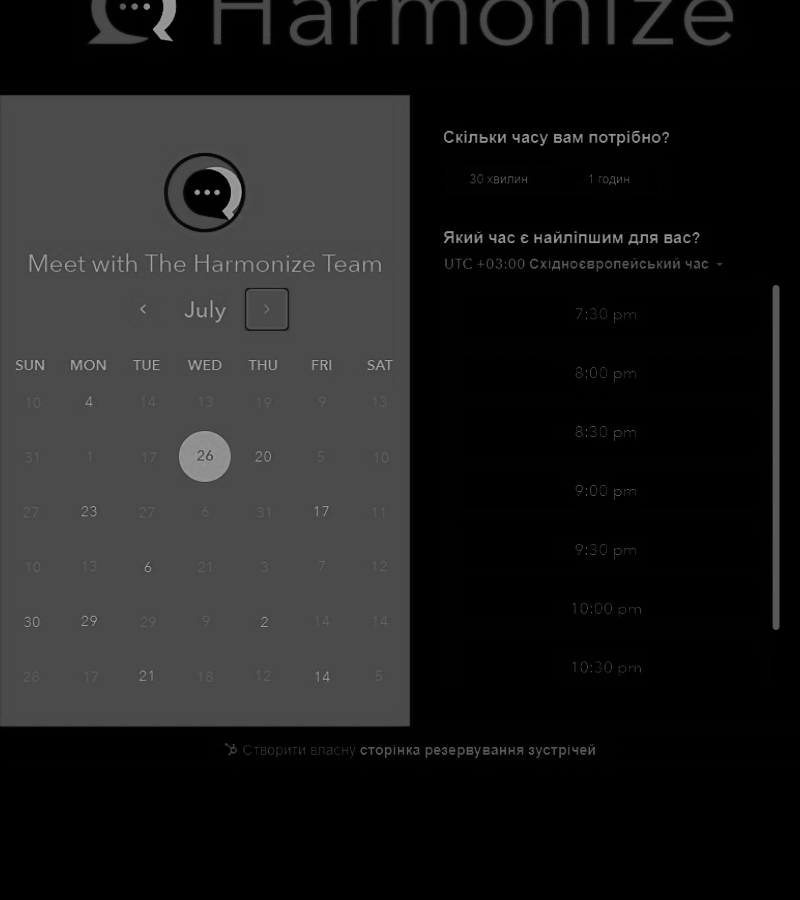 Harmonize
Meet with The Harmonize Team
July
SUN MON TUE WED THU FRI SAT
10 4 14 13 19 9 13
31 1 17 26 20 5 10
27 23 27 6 31 17 11
10 13 6 21 3 7 12
30 29 29 9 2 14 14
28 17 21 18 12 14 5
Скільки часу вам потрібно?
30 хвилин 1 годин
Який час є найліпшим для вас?
UTC +03:00 Східноєвропейський час
7:30 pm
8:00 pm
8:30 pm
9:00 pm
9:30 pm
10:00 pm
10:30 pm
Створити власну сторінка резервування зустрічей